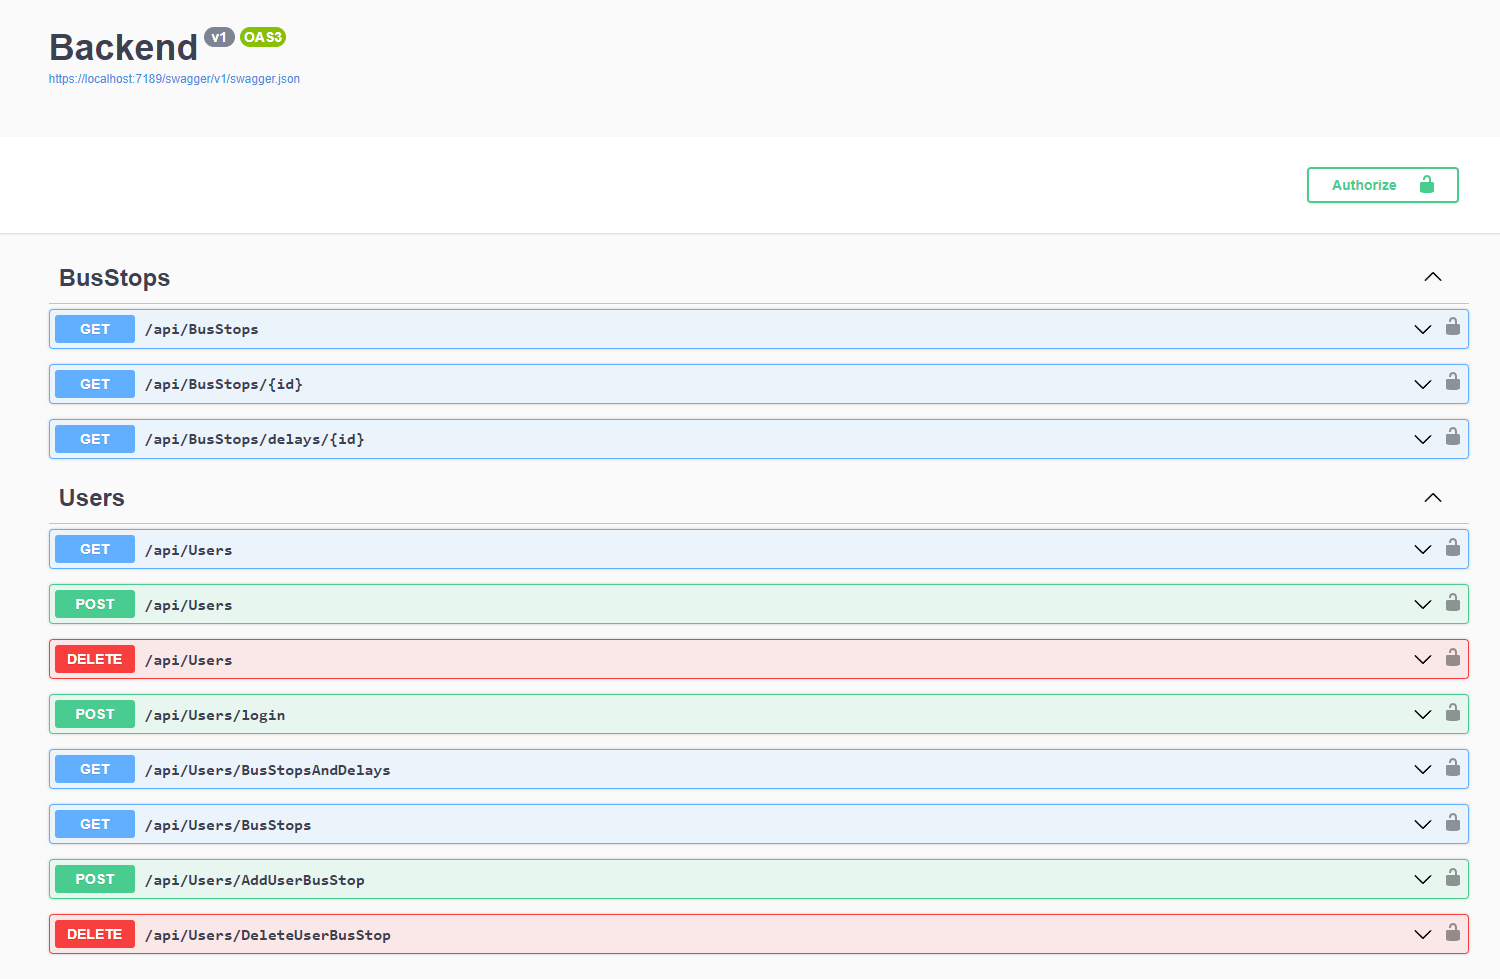 Backend v1 OAS3
https://localhost:7189/swagger/v1/swagger.json
Authorize
BusStops
GET /api/BusStops
GET /api/BusStops/{id}
GET /api/BusStops/delays/{id}
Users
GET /api/Users
POST /api/Users
DELETE /api/Users
POST /api/Users/login
GET /api/Users/BusStopsAndDelays
GET /api/Users/BusStops
POST /api/Users/AddUserBusStop
DELETE /api/Users/DeleteUserBusStop